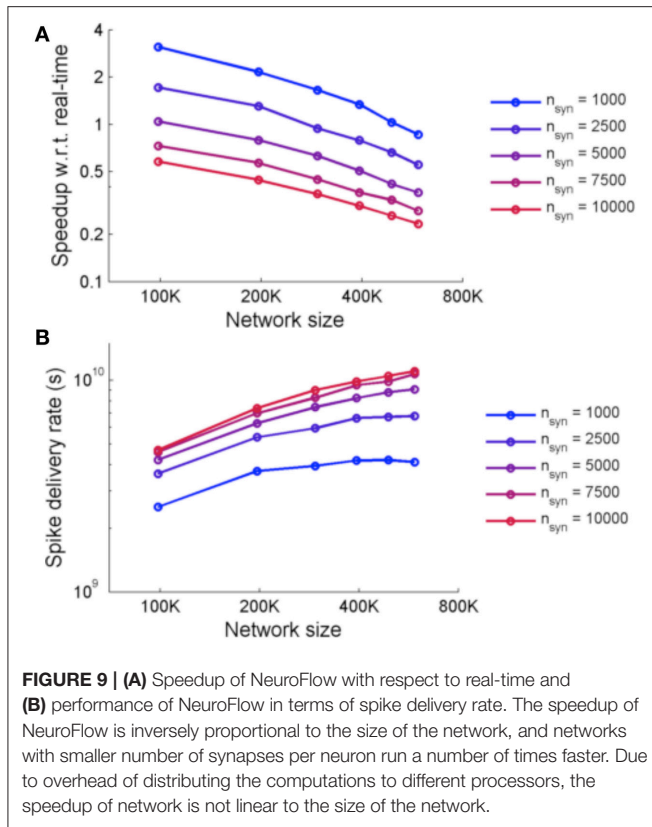 A
Speedup w.r.t. real-time
4
2
1
0.5
0.2
0.1
100K 200K 400K 800K
Network size
n_syn = 1000
n_syn = 2500
n_syn = 5000
n_syn = 7500
n_syn = 10000
B
Spike delivery rate (s)
10^10
10^9
100K 200K 400K 800K
Network size
n_syn = 1000
n_syn = 2500
n_syn = 5000
n_syn = 7500
n_syn = 10000
FIGURE 9 | (A) Speedup of NeuroFlow with respect to real-time and
(B) performance of NeuroFlow in terms of spike delivery rate. The speedup of
NeuroFlow is inversely proportional to the size of the network, and networks
with smaller number of synapses per neuron run a number of times faster. Due
to overhead of distributing the computations to different processors, the
speedup of network is not linear to the size of the network.